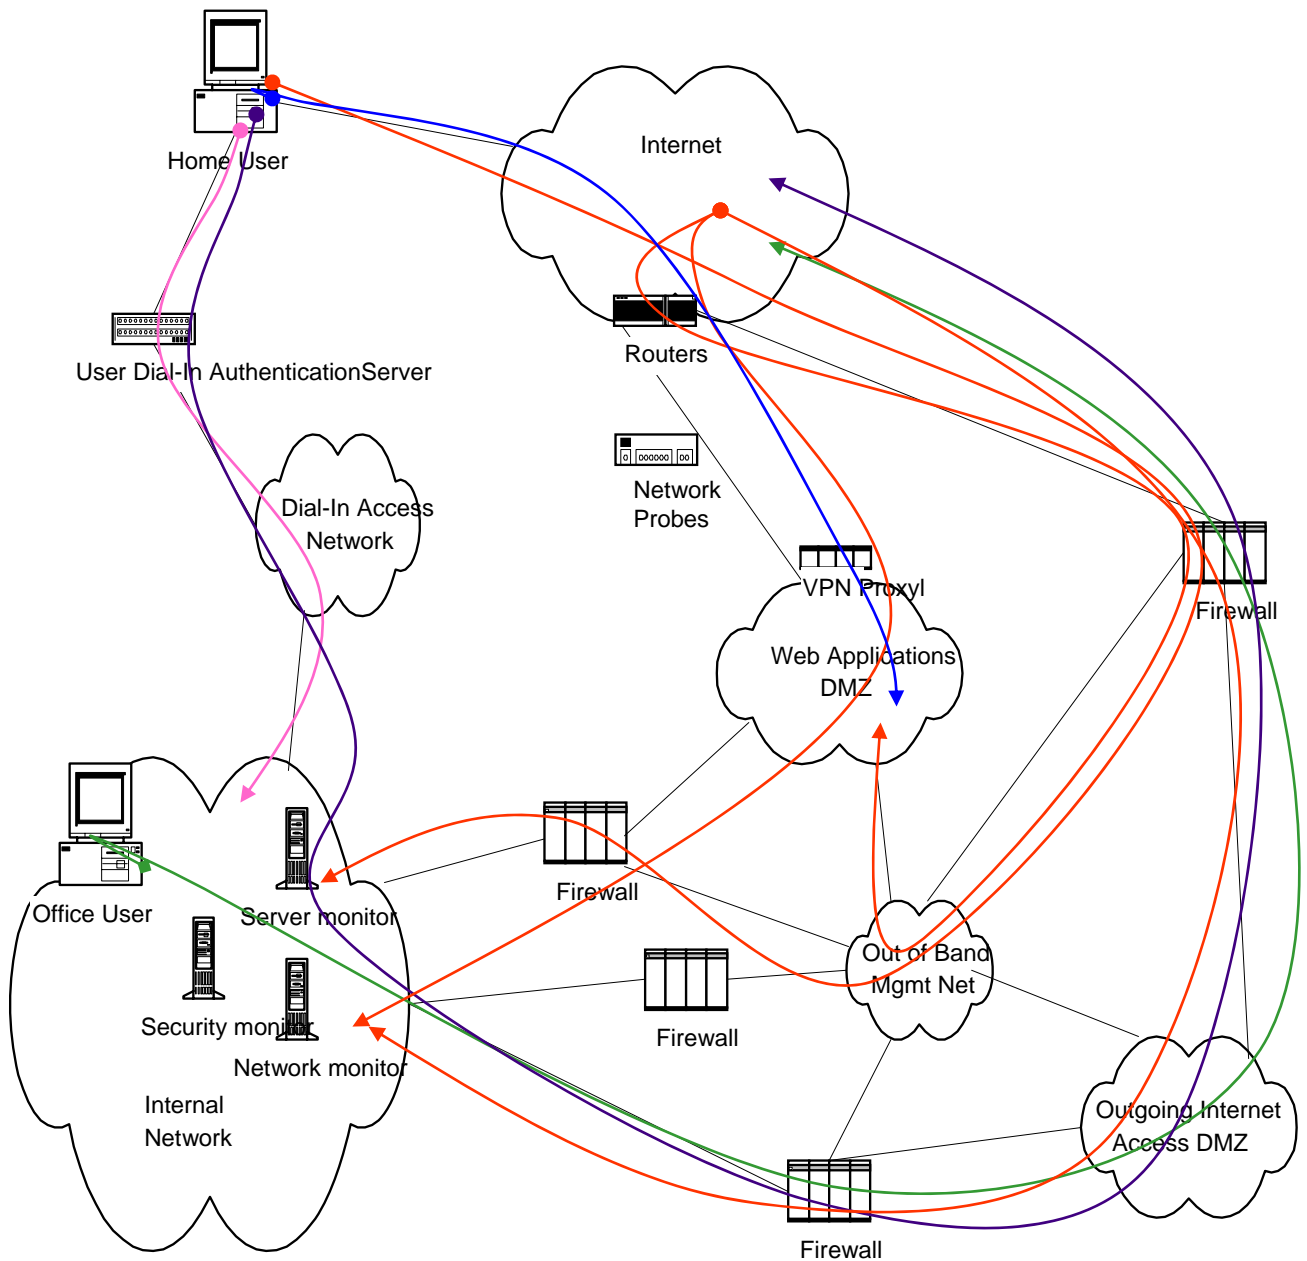 Internet
Home User
Routers
User Dial-In AuthenticationServer
Network
Probes
Dial-In Access
Network
VPN Proxyl
Firewall
Web Applications
DMZ
Firewall
Office User
Server monitor
Out of Band
Mgmt Net
Security monitor
Firewall
Network monitor
Internal
Network
Outgoing Internet
Access DMZ
Firewall